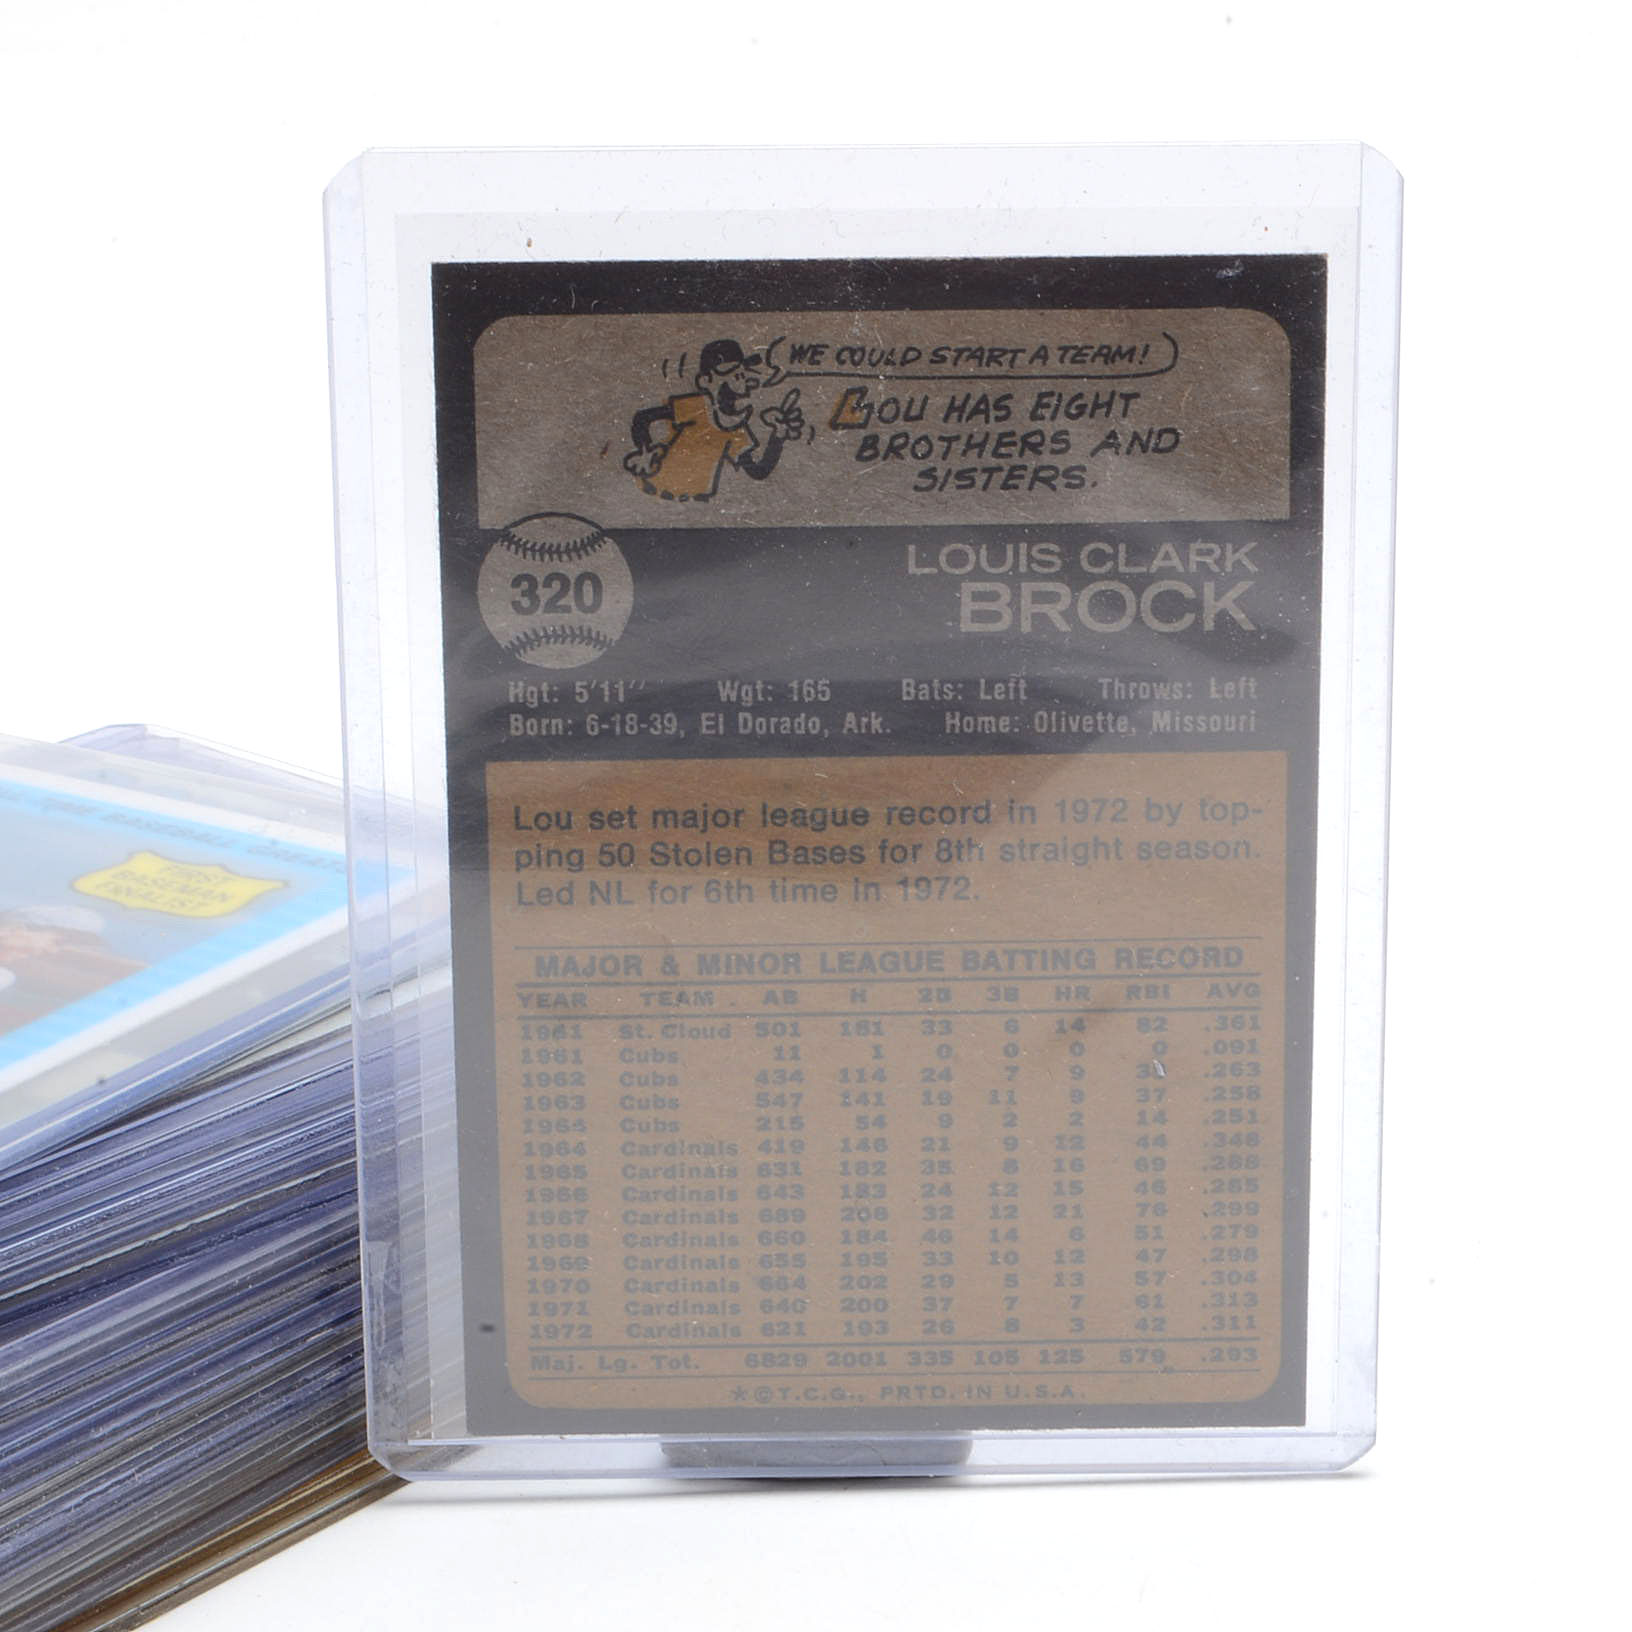 WE COULD START A TEAM!
LOU HAS EIGHT
BROTHERS AND
SISTERS.
320
LOUIS CLARK
BROCK
Hgt: 5'11" Wgt: 165 Bats: Left Throws: Left
Born: 6-18-39, El Dorado, Ark. Home: Olivette, Missouri
Lou set major league record in 1972 by top-
ping 50 Stolen Bases for 8th straight season.
Led NL for 6th time in 1972.
MAJOR & MINOR LEAGUE BATTING RECORD
YEAR TEAM AB H 2B 3B HR RBI AVG
1961 St. Cloud 501 181 33 6 14 82 .361
1961 Cubs 11 1 0 0 0 0 .091
1962 Cubs 434 114 24 7 9 .263
1963 Cubs 547 141 19 11 9 37 .258
1964 Cubs 215 54 9 2 2 14 .251
1964 Cardinals 419 146 21 9 12 44 .348
1965 Cardinals 631 182 35 8 16 69 .288
1966 Cardinals 643 183 24 12 15 46 .285
1967 Cardinals 689 206 32 12 21 76 .299
1968 Cardinals 660 184 46 14 6 51 .279
1969 Cardinals 655 195 33 10 12 47 .298
1970 Cardinals 664 202 29 5 13 57 .304
1971 Cardinals 640 200 37 7 7 61 .313
1972 Cardinals 621 193 26 8 3 42 .311
Maj. Lg. Tot. 6829 2001 335 105 125 579 .293
*©T.C.G., PRTD. IN U.S.A.
BASEBALL GREATS
FIRST
BASEMAN
FINALIST